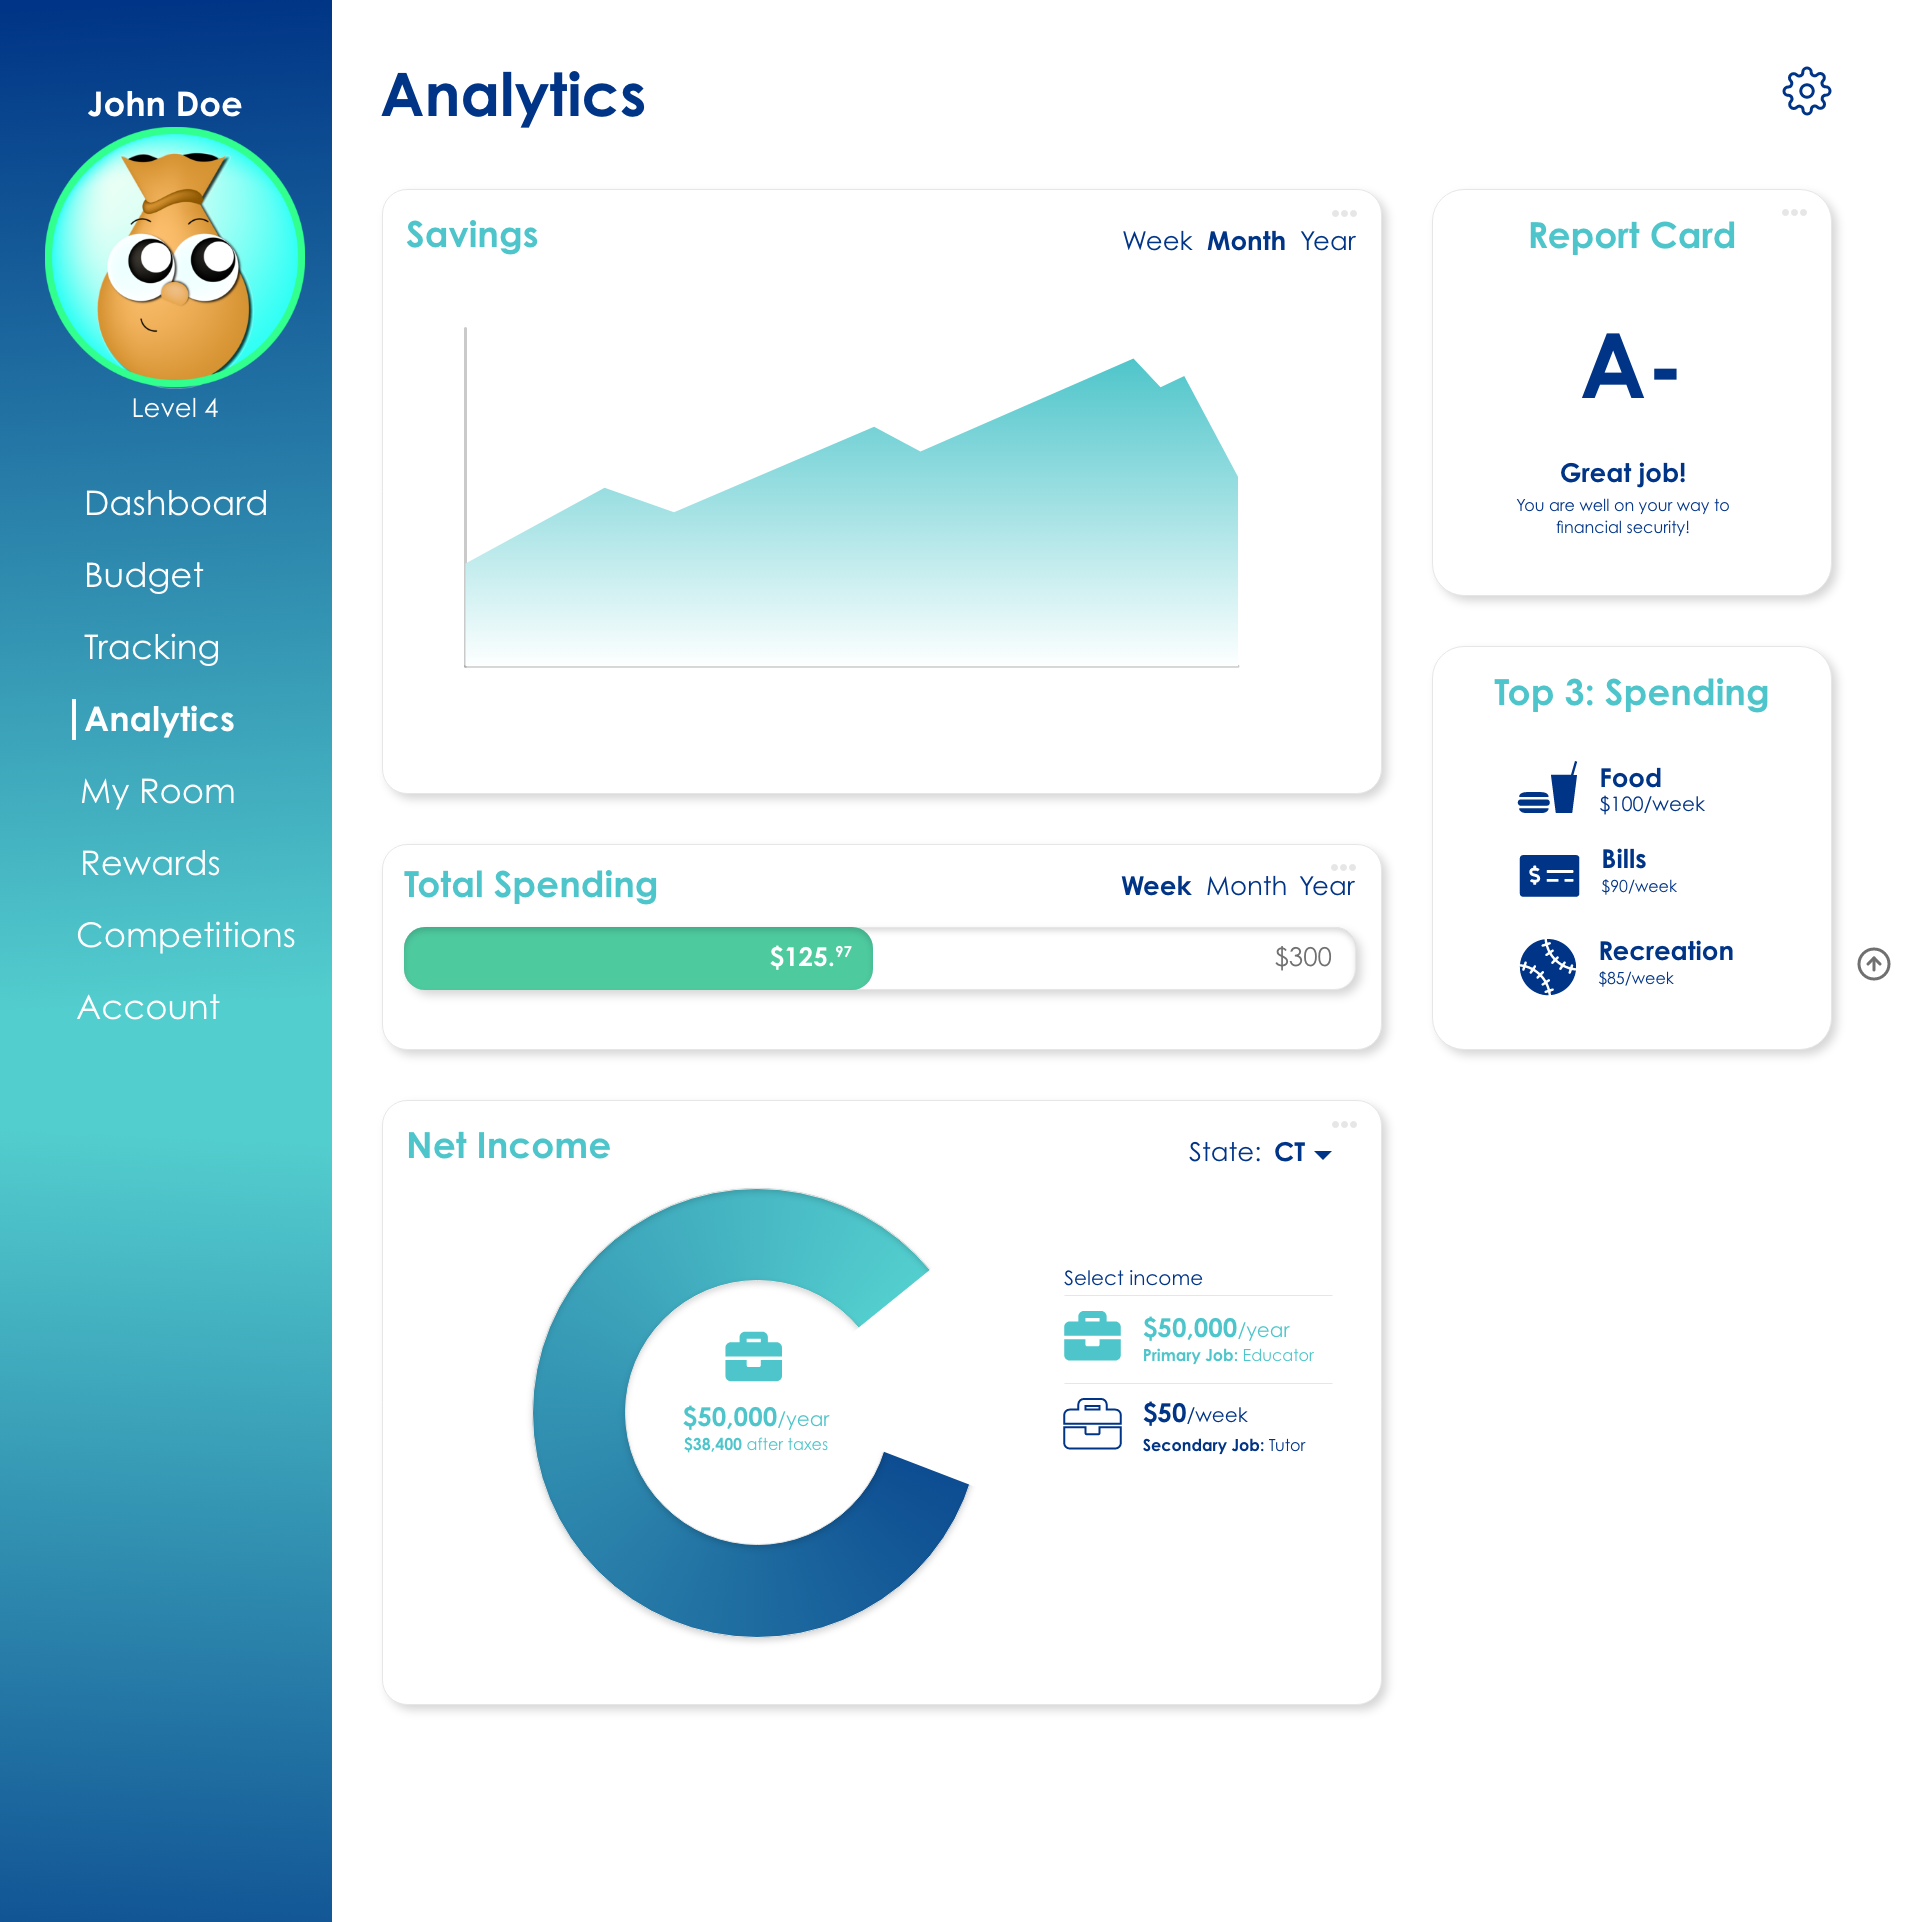 John Doe
Level 4
Dashboard
Budget
Tracking
Analytics
My Room
Rewards
Competitions
Account
Analytics
Savings
Week Month Year
Report Card
A-
Great job!
You are well on your way to
financial security!
Total Spending
Week Month Year
$125.97
$300
Top 3: Spending
Food
$100/week
Bills
$90/week
Recreation
$85/week
Net Income
State: CT
$50,000/year
$38,400 after taxes
Select income
$50,000/year
Primary Job: Educator
$50/week
Secondary Job: Tutor